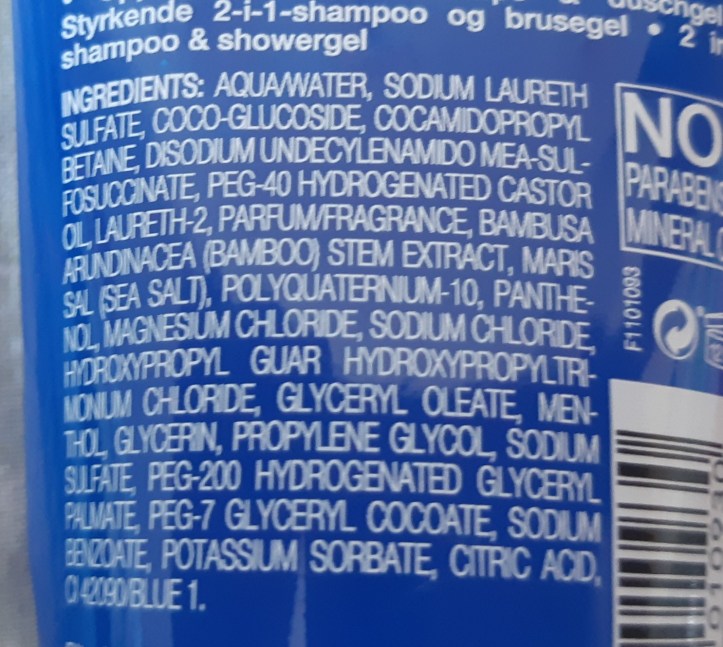 Styrkende 2-i-1-shampoo og brusegel • 2
shampoo & showergel
INGREDIENTS: AQUA/WATER, SODIUM LAURETH
SULFATE, COCO-GLUCOSIDE, COCAMIDOPROPYL
BETAINE, DISODIUM UNDECYLENAMIDO MEA-SUL-
FOSUCCINATE, PEG-40 HYDROGENATED CASTOR
OIL, LAURETH-2, PARFUM/FRAGRANCE, BAMBUSA
ARUNDINACEA (BAMBOO) STEM EXTRACT, MARIS
SAL (SEA SALT), POLYQUATERNIUM-10, PANTHE-
NOL, MAGNESIUM CHLORIDE, SODIUM CHLORIDE,
HYDROXYPROPYL GUAR HYDROXYPROPYLTRI-
MONIUM CHLORIDE, GLYCERYL OLEATE, MEN-
THOL, GLYCERIN, PROPYLENE GLYCOL, SODIUM
SULFATE, PEG-200 HYDROGENATED GLYCERYL
PALMATE, PEG-7 GLYCERYL COCOATE, SODIUM
BENZOATE, POTASSIUM SORBATE, CITRIC ACID,
CI 42090/BLUE 1.
NO
PARABEN
MINERAL
F1101093